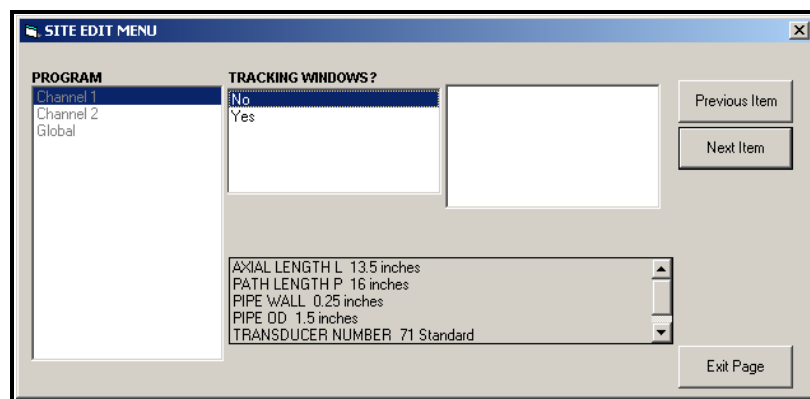 SITE EDIT MENU
PROGRAM
Channel 1
Channel 2
Global
TRACKING WINDOWS?
No
Yes
Previous Item
Next Item
AXIAL LENGTH L 13.5 inches
PATH LENGTH P 16 inches
PIPE WALL 0.25 inches
PIPE OD 1.5 inches
TRANSDUCER NUMBER 71 Standard
Exit Page